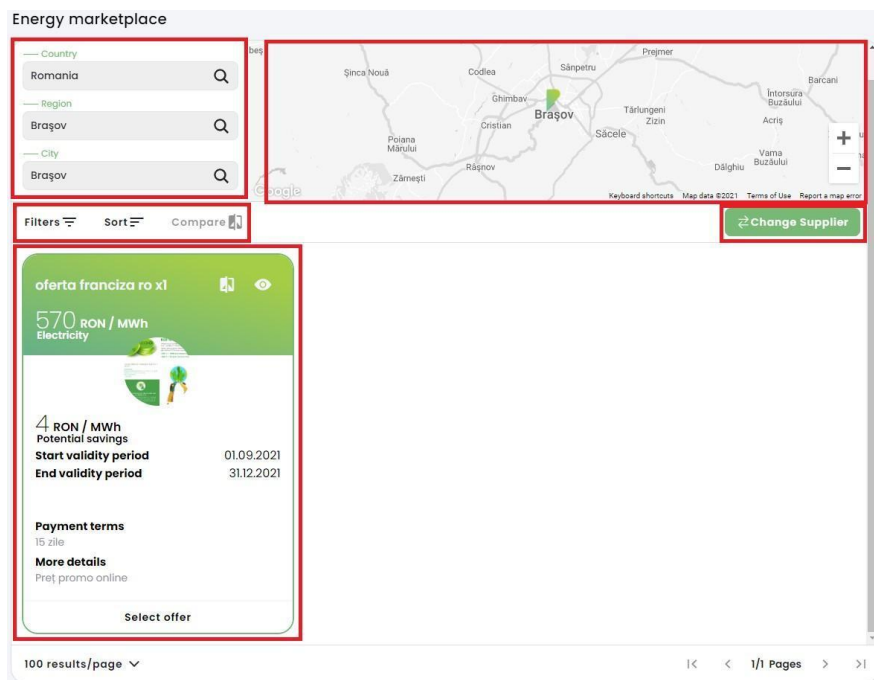 Energy marketplace
Country
Romania
Region
Brașov
City
Brașov
beș
Șinca Nouă
Codlea
Sânpetru
Prejmer
Barcani
Ghimbav
Întorsura
Buzăului
Brașov
Tărlungeni
Zizin
Acriș
Cristian
Săcele
Poiana
Mărului
Vama
Buzăului
Râșnov
Dălghiu
Zărnești
+
−
Google
Keyboard shortcuts Map data ©2021 Terms of Use Report a map error
Filters Sort Compare
Change Supplier
oferta franciza ro x1
570 RON / MWh
Electricity
4 RON / MWh
Potential savings
Start validity period 01.09.2021
End validity period 31.12.2021
Payment terms
15 zile
More details
Preț promo online
Select offer
100 results/page
1/1 Pages